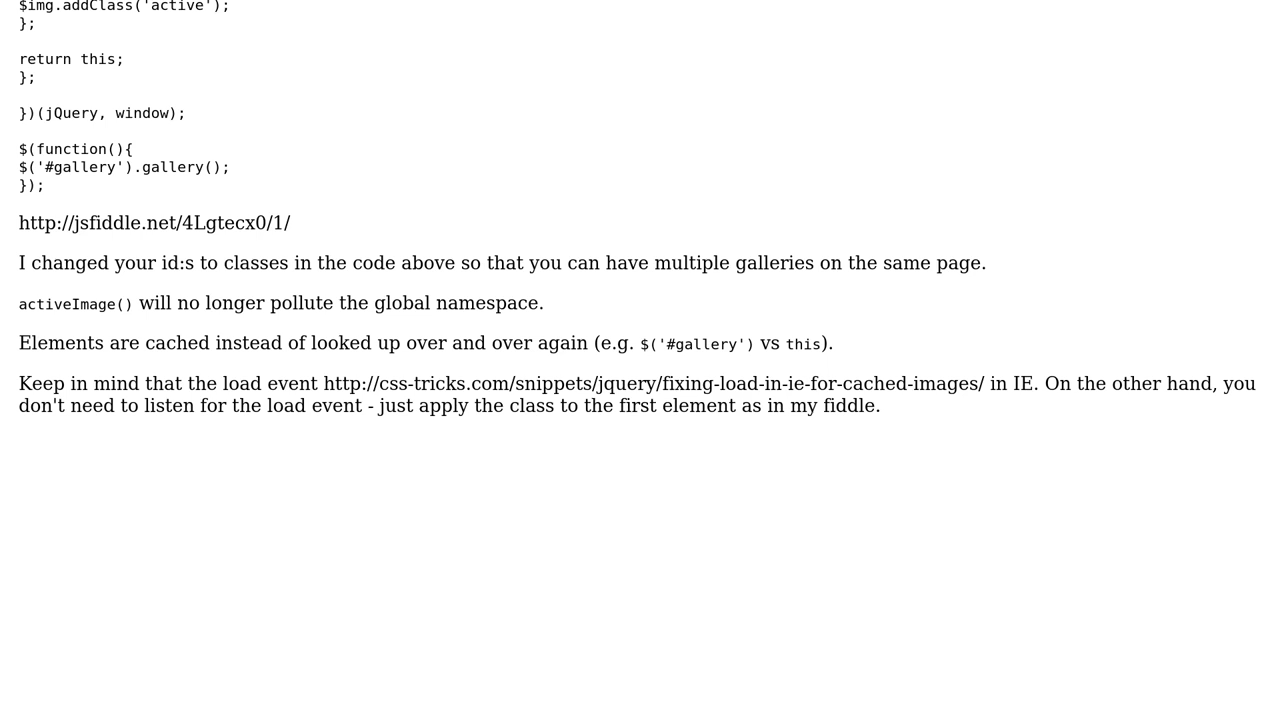 $img.addClass('active');
};
return this;
};
})(jQuery, window);
$(function(){
$('#gallery').gallery();
});
http://jsfiddle.net/4Lgtecx0/1/
I changed your id:s to classes in the code above so that you can have multiple galleries on the same page.
activeImage() will no longer pollute the global namespace.
Elements are cached instead of looked up over and over again (e.g. $('#gallery') vs this).
Keep in mind that the load event http://css-tricks.com/snippets/jquery/fixing-load-in-ie-for-cached-images/ in IE. On the other hand, you
don't need to listen for the load event - just apply the class to the first element as in my fiddle.